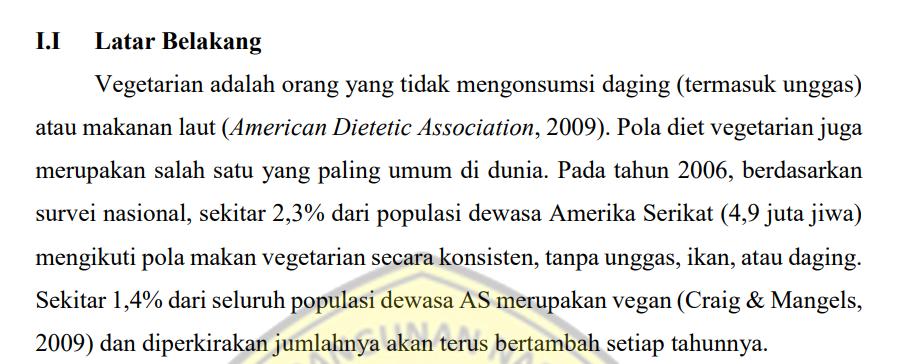 I.I Latar Belakang
Vegetarian adalah orang yang tidak mengonsumsi daging (termasuk unggas)
atau makanan laut (American Dietetic Association, 2009). Pola diet vegetarian juga
merupakan salah satu yang paling umum di dunia. Pada tahun 2006, berdasarkan
survei nasional, sekitar 2,3% dari populasi dewasa Amerika Serikat (4,9 juta jiwa)
mengikuti pola makan vegetarian secara konsisten, tanpa unggas, ikan, atau daging.
Sekitar 1,4% dari seluruh populasi dewasa AS merupakan vegan (Craig & Mangels,
2009) dan diperkirakan jumlahnya akan terus bertambah setiap tahunnya.